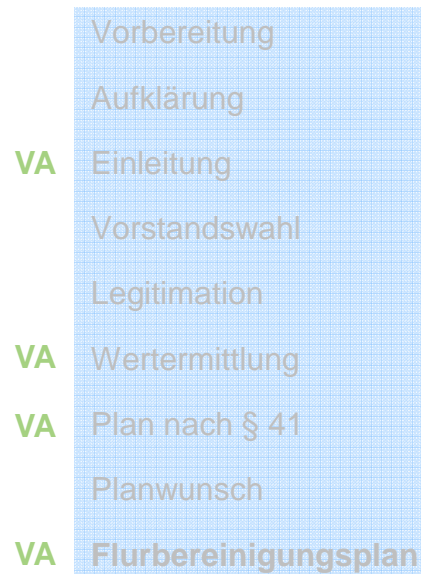 Vorbereitung
Aufklärung
VA Einleitung
Vorstandswahl
Legitimation
VA Wertermittlung
VA Plan nach § 41
Planwunsch
VA Flurbereinigungsplan